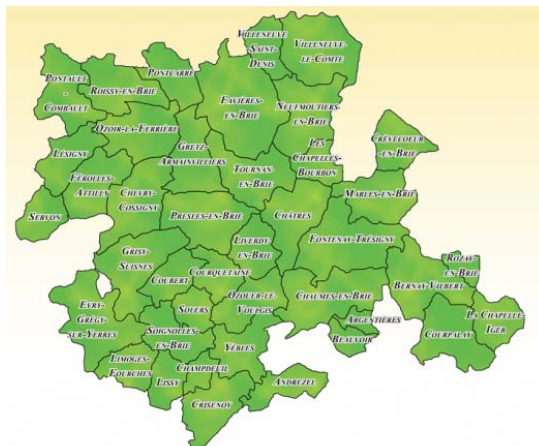 VILLENEUVE
SAINT-
DENIS
VILLENEUVE-
LE-COMTE
PONTAULT
-
COMBAULT
ROISSY-EN-BRIE
PONTCARRÉ
FAVIÈRES-
EN-BRIE
NEUFMOUTIERS-
EN-BRIE
OZOIR-LA-FERRIÈRE
LÉSIGNY
GRETZ-
ARMAINVILLIERS
LES
CHAPELLES-
BOURBON
CRÈVECOEUR
-EN-BRIE
FÉROLLES-
ATTILLY
CHEVRY-
COSSIGNY
TOURNAN-
EN-BRIE
MARLES-EN-BRIE
SERVON
PRESLES-EN-BRIE
CHÂTRES
FONTENAY-TRÉSIGNY
LIVERDY-
EN-BRIE
GRISY-
SUISNES
COUBERT
COURQUETAINE
ROZAY-
EN-BRIE
BERNAY-VILBERT
EVRY-
GRÉGY-
SUR-YERRES
SOLERS
OZOUER-LE-
VOULGIS
CHAUMES-EN-BRIE
LA CHAPELLE-
IGER
ARGENTIÈRES
BEAUVOIR
COURPALAY
SOIGNOLLES-
EN-BRIE
YÈBLES
LIMOGES-
FOURCHES
LISSY
CHAMPDEUIL
ANDREZEL
CRISENOY